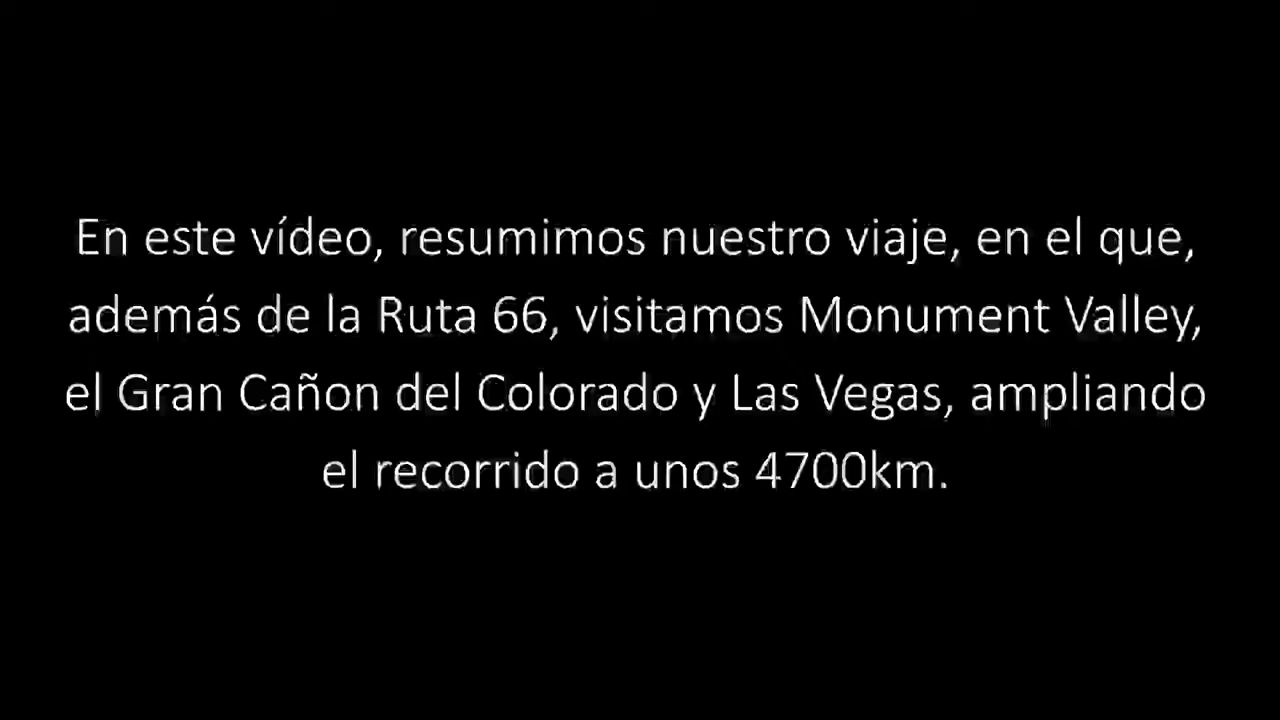 En este vídeo, resumimos nuestro viaje, en el que,
además de la Ruta 66, visitamos Monument Valley,
el Gran Cañon del Colorado y Las Vegas, ampliando
el recorrido a unos 4700km.